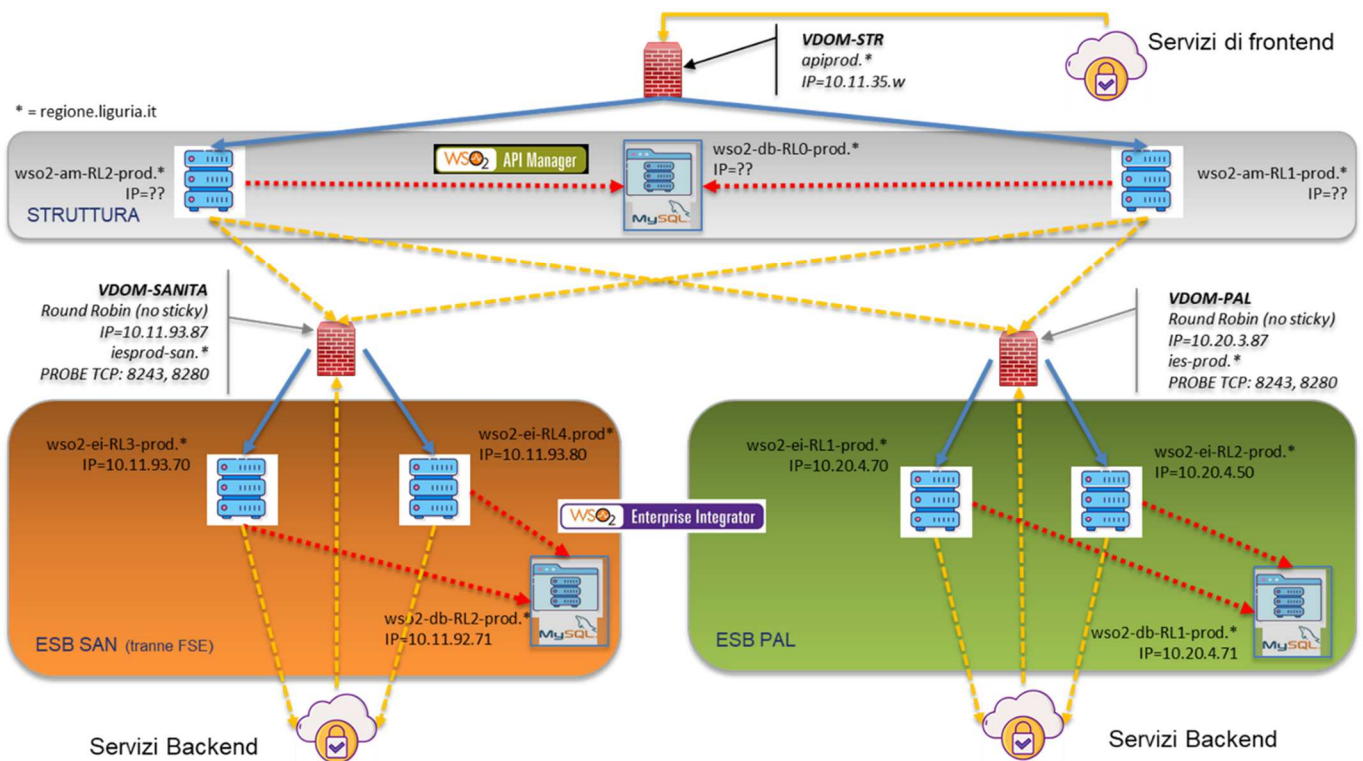 VDOM-STR
apiprod.*
IP=10.11.35.w
Servizi di frontend
* = regione.liguria.it
wso2-am-RL2-prod.*
IP=??
STRUTTURA
WSO2 API Manager
wso2-db-RL0-prod.*
IP=??
MySQL
wso2-am-RL1-prod.*
IP=??
VDOM-SANITA
Round Robin (no sticky)
IP=10.11.93.87
iesprod-san.*
PROBE TCP: 8243, 8280
VDOM-PAL
Round Robin (no sticky)
IP=10.20.3.87
ies-prod.*
PROBE TCP: 8243, 8280
wso2-ei-RL3-prod.*
IP=10.11.93.70
wso2-ei-RL4.prod*
IP=10.11.93.80
WSO2 Enterprise Integrator
wso2-ei-RL1-prod.*
IP=10.20.4.70
wso2-ei-RL2-prod.*
IP=10.20.4.50
wso2-db-RL2-prod.*
IP=10.11.92.71
MySQL
ESB SAN (tranne FSE)
ESB PAL
wso2-db-RL1-prod.*
IP=10.20.4.71
MySQL
Servizi Backend
Servizi Backend